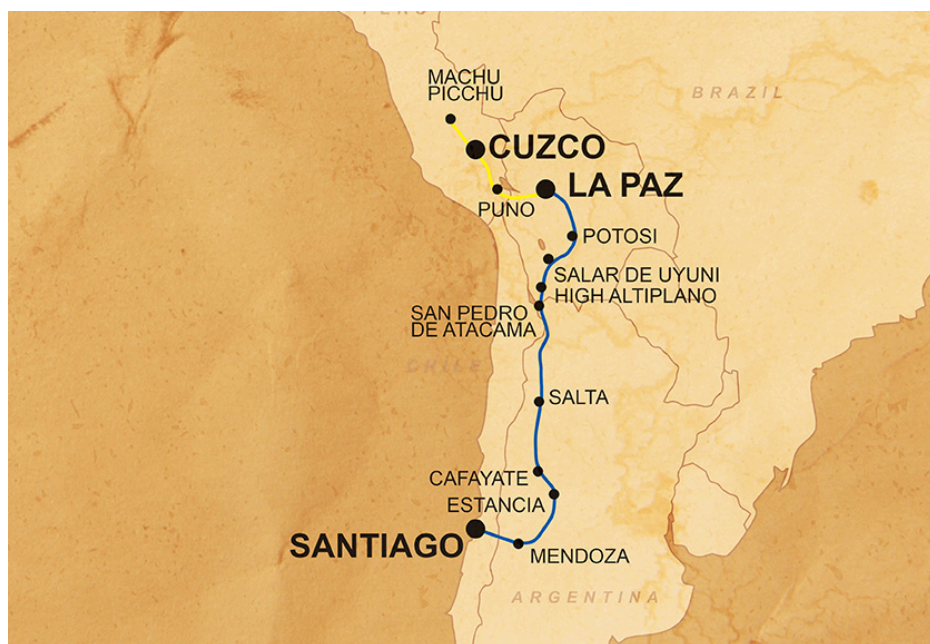 PERU
BRAZIL
MACHU
PICCHU
CUZCO
LA PAZ
PUNO
POTOSI
SALAR DE UYUNI
HIGH ALTIPLANO
SAN PEDRO
DE ATACAMA
CHILE
SALTA
CAFAYATE
ESTANCIA
SANTIAGO
MENDOZA
ARGENTINA